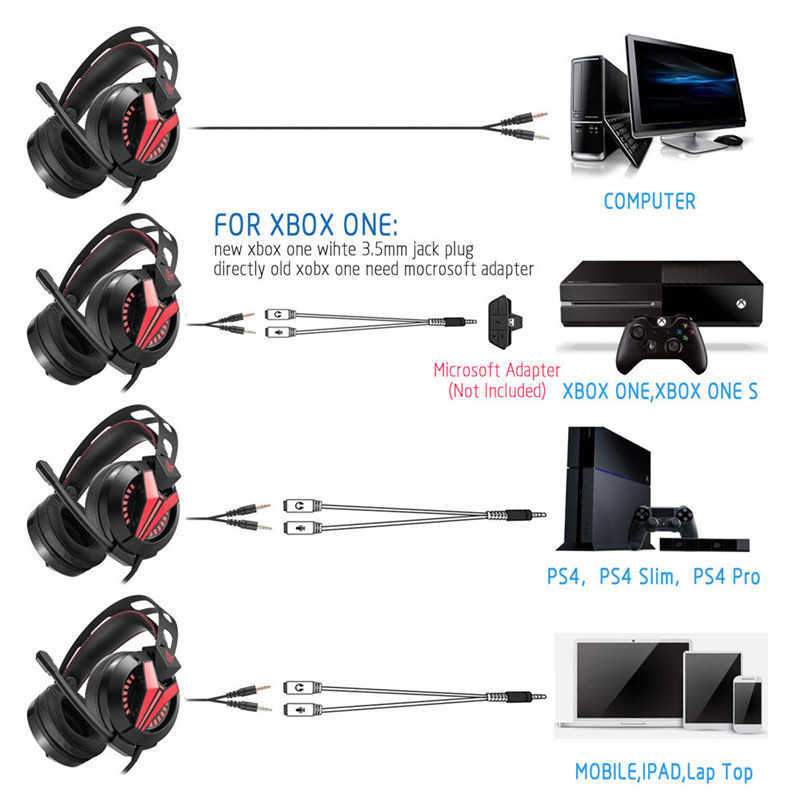 COMPUTER
FOR XBOX ONE:
new xbox one wihte 3.5mm jack plug
directly old xobx one need mocrosoft adapter
Microsoft Adapter
(Not Included)
XBOX ONE,XBOX ONE S
PS4, PS4 Slim, PS4 Pro
MOBILE,IPAD,Lap Top